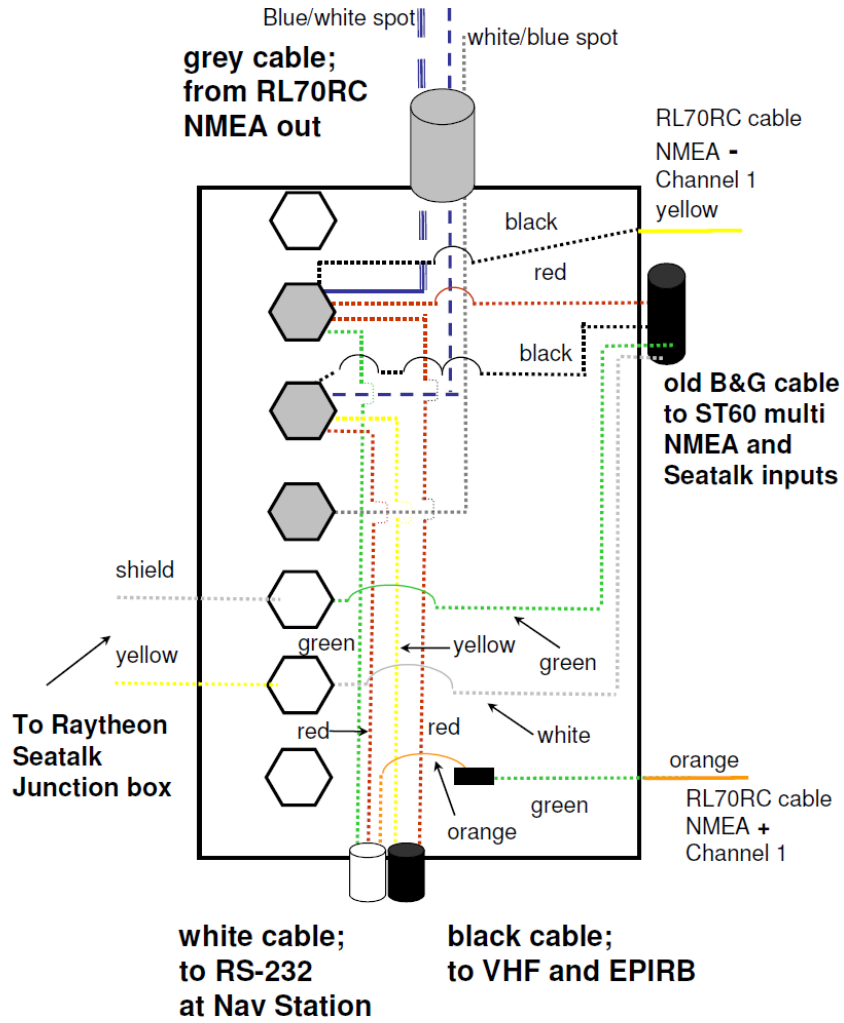 Blue/white spot
white/blue spot
grey cable;
from RL70RC
NMEA out
RL70RC cable
NMEA -
Channel 1
yellow
black
red
black
old B&G cable
to ST60 multi
NMEA and
Seatalk inputs
shield
green
yellow
green
yellow
To Raytheon
Seatalk
Junction box
red
red
white
orange
orange
green
RL70RC cable
NMEA +
Channel 1
white cable;
to RS-232
at Nav Station
black cable;
to VHF and EPIRB